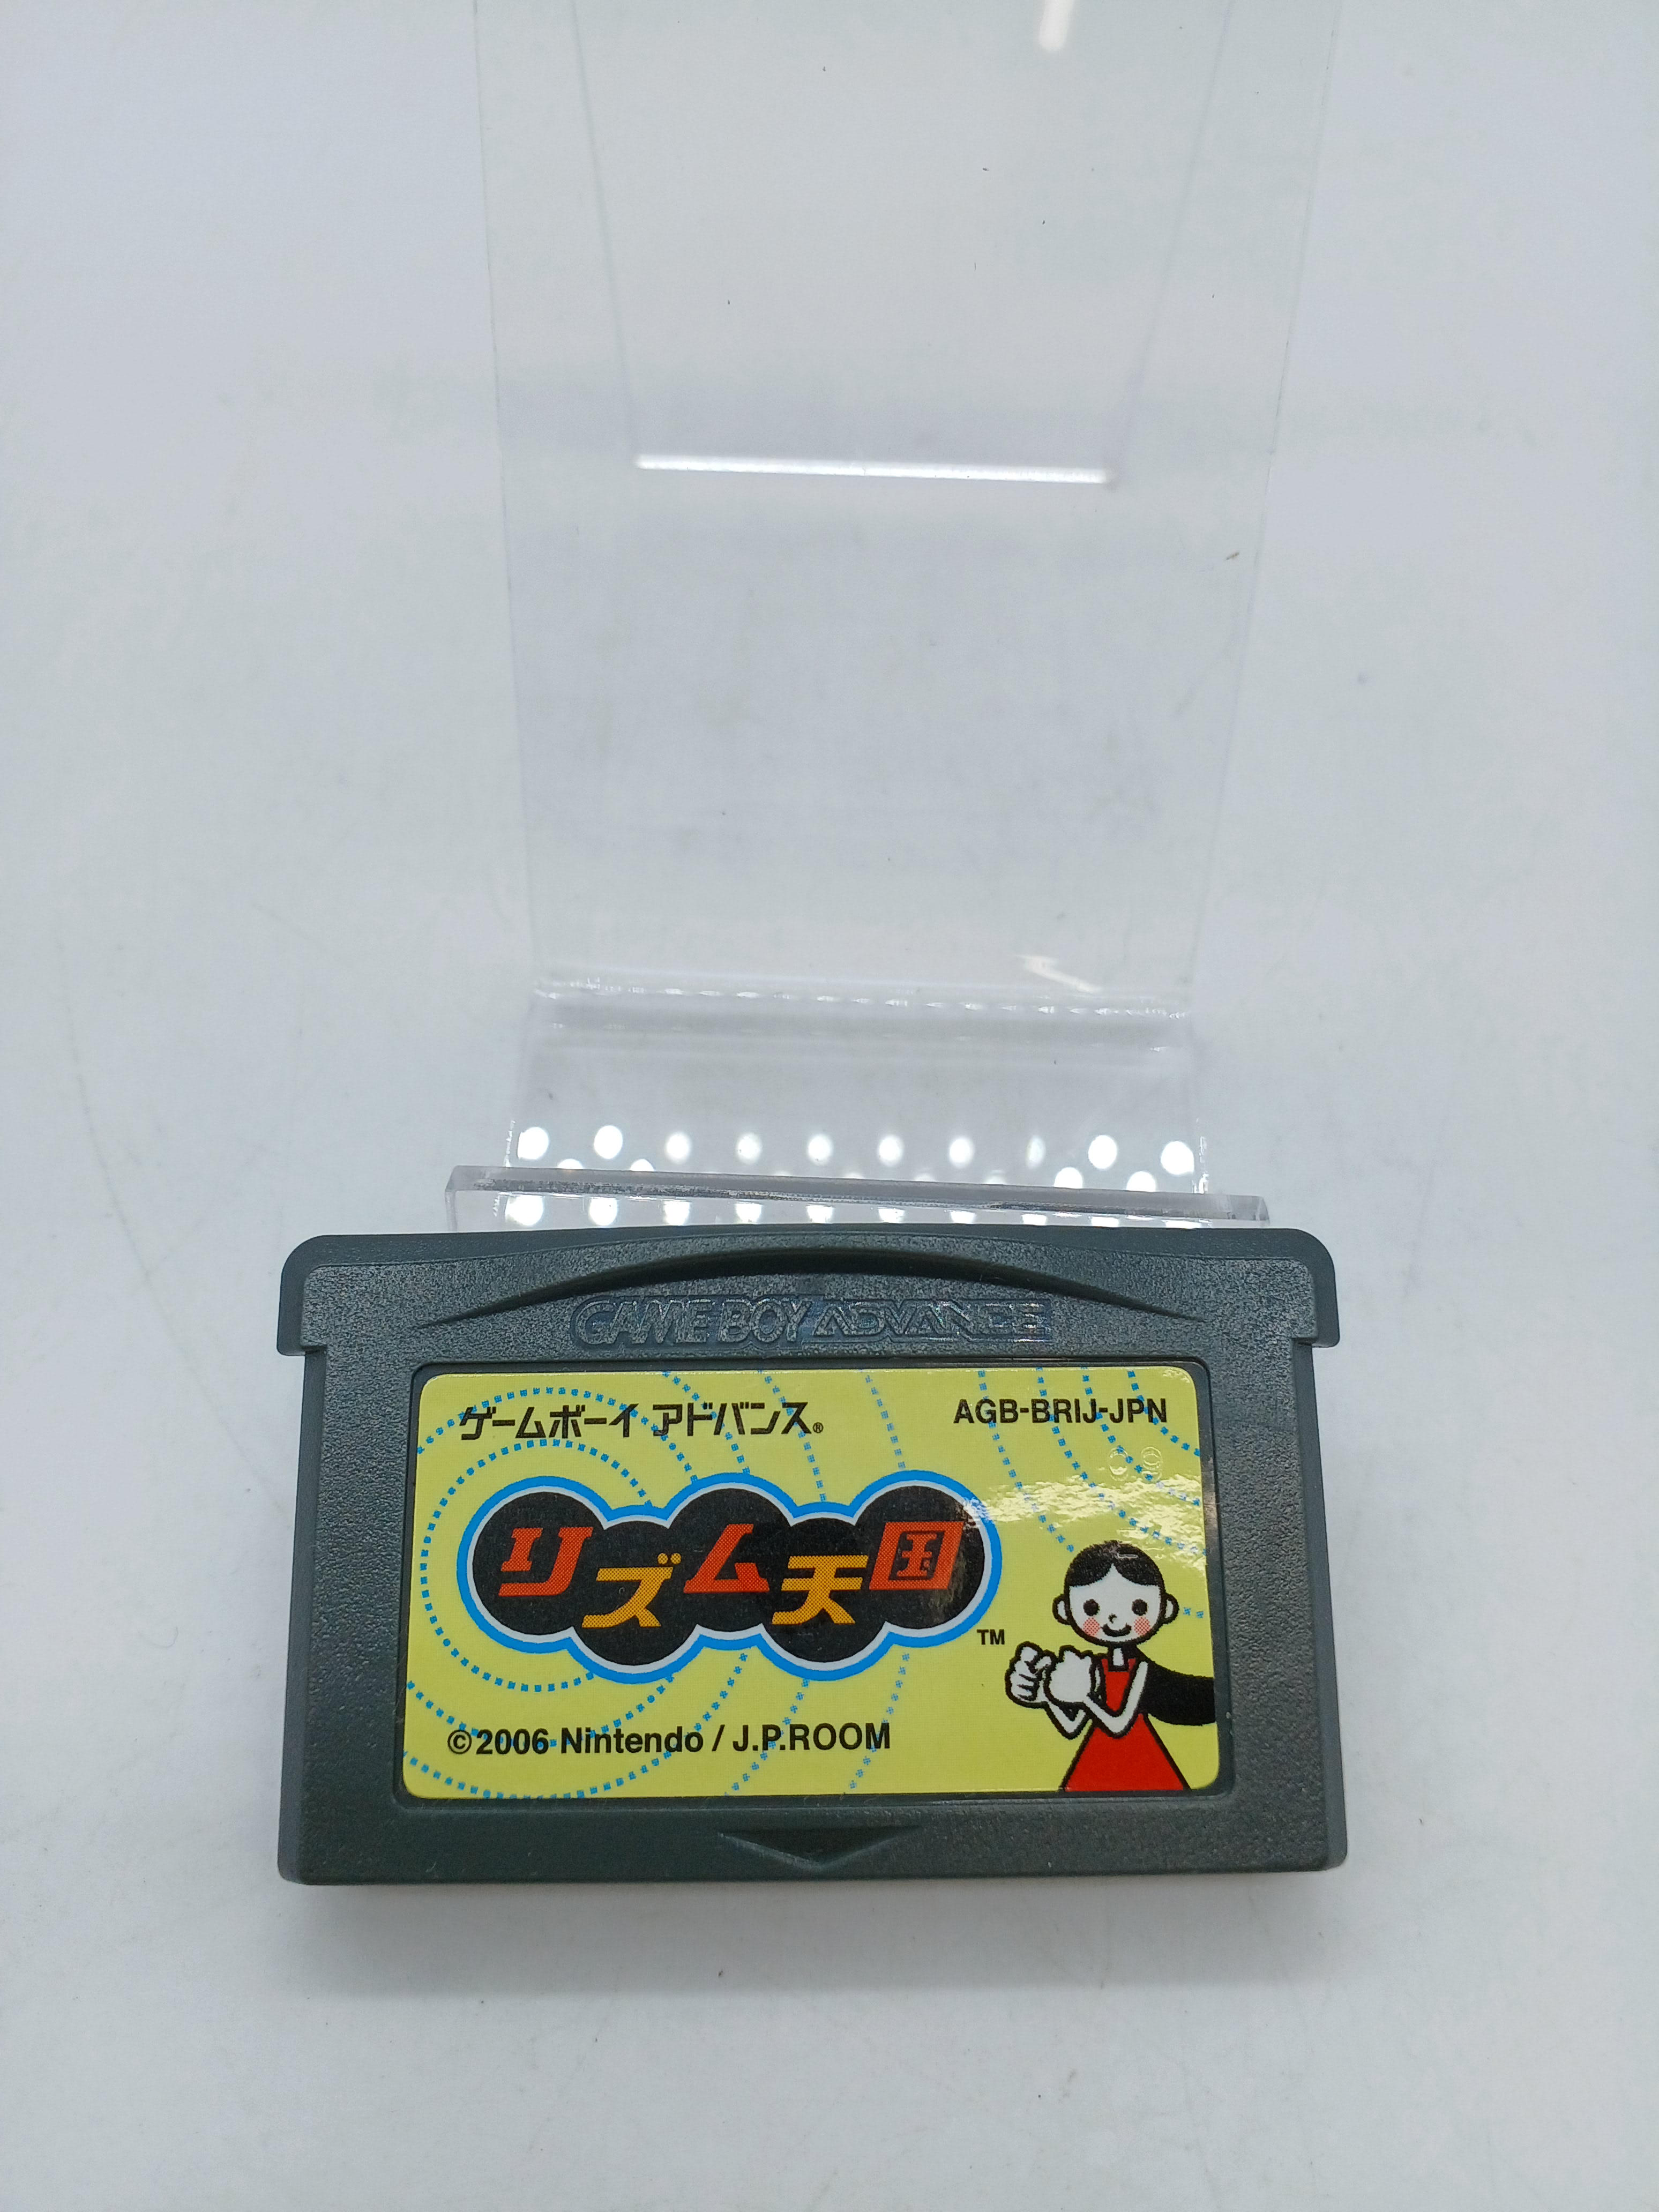 GAME BOY ADVANCE
ゲームボーイ アドバンス®
AGB-BRIJ-JPN
リズム天国
TM
©2006 Nintendo / J.P.ROOM